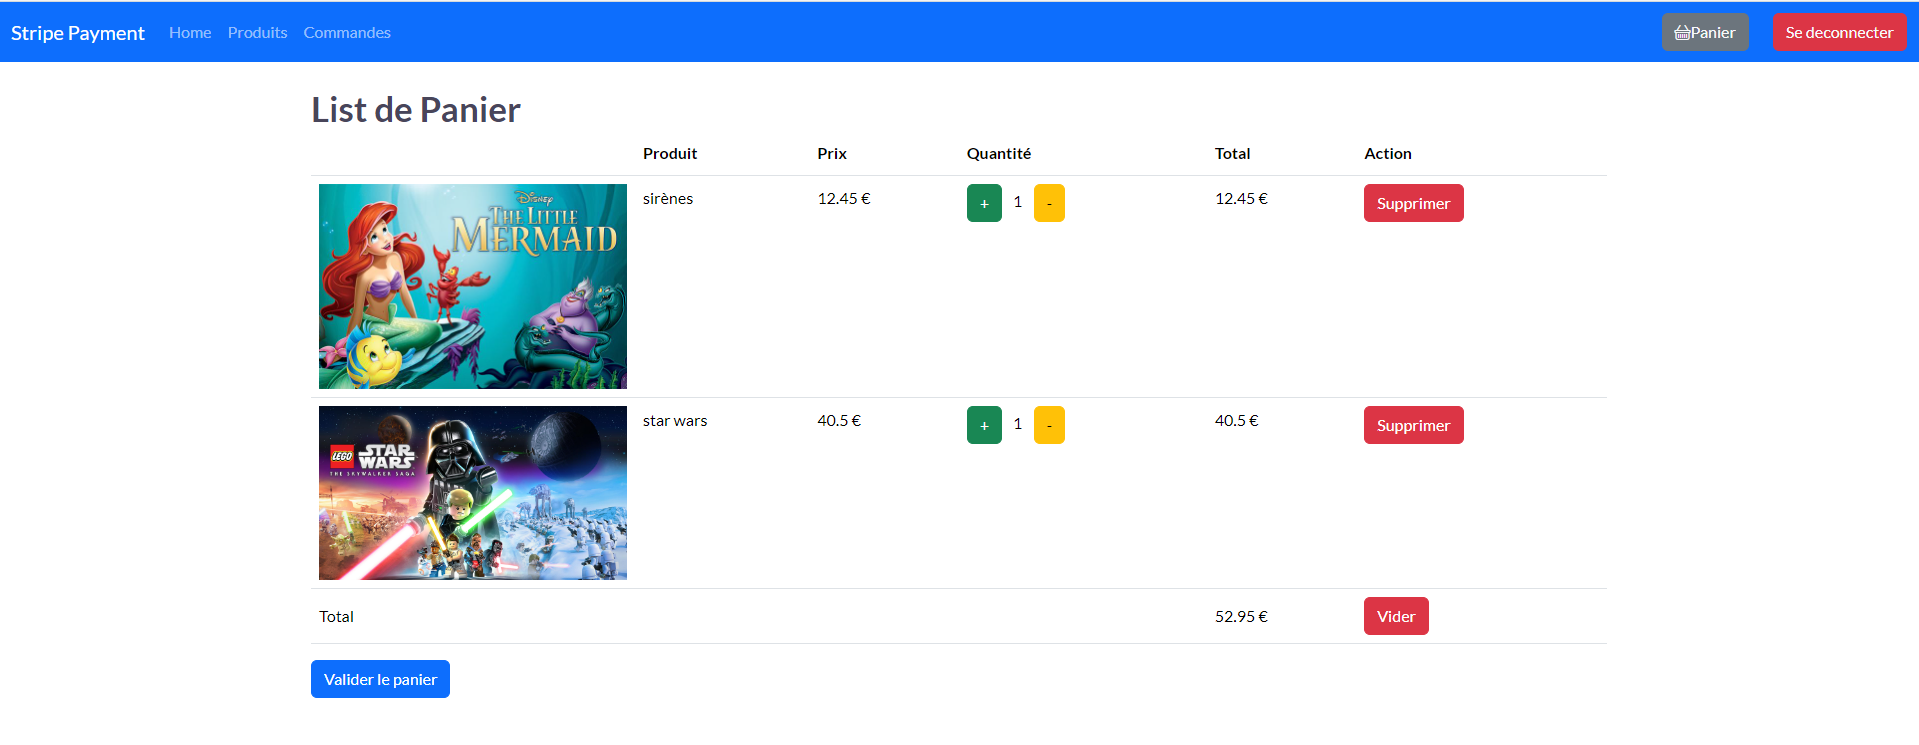 Stripe Payment Home Produits Commandes Panier Se deconnecter
List de Panier
Produit Prix Quantité Total Action
DISNEY
THE LITTLE
MERMAID
sirènes 12.45 € + 1 - 12.45 € Supprimer
LEGO STAR WARS
THE SKYWALKER SAGA
star wars 40.5 € + 1 - 40.5 € Supprimer
Total 52.95 € Vider
Valider le panier